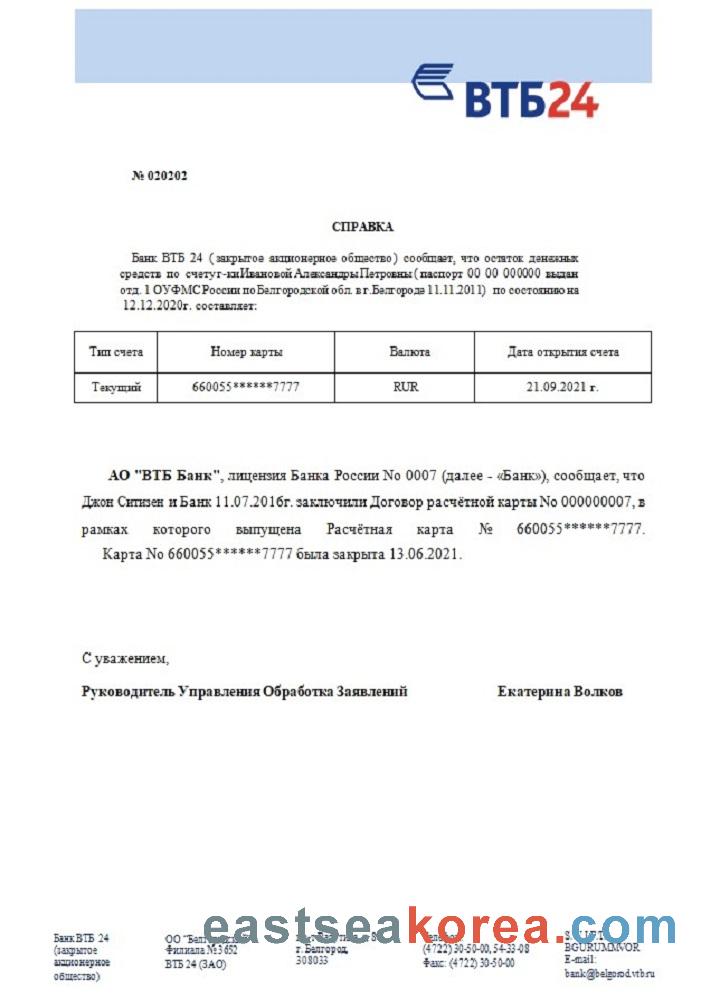 ВТБ24
№ 020202
СПРАВКА
Банк ВТБ 24 (закрытое акционерное общество) сообщает, что остаток денежных
средств по счету г-ки Ивановой Александры Петровны (паспорт 00 00 000000 выдан
отд. 1 ОУФМС России по Белгородской обл. в г.Белгороде 11.11.2011) по состоянию на
12.12.2020г. составляет:
Тип счета Номер карты Валюта Дата открытия счета
Текущий 660055******7777 RUR 21.09.2021 г.
АО "ВТБ Банк", лицензия Банка России No 0007 (далее - «Банк»), сообщает, что
Джон Ситизен и Банк 11.07.2016г. заключили Договор расчётной карты No 000000007, в
рамках которого выпущена Расчётная карта № 660055******7777.
Карта No 660055******7777 была закрыта 13.06.2021.
С уважением,
Руководитель Управления Обработка Заявлений Екатерина Волков
eastseakorea.com
Банк ВТБ 24
(закрытое
акционерное
общество)
ОО
Филиала №3652
ВТБ 24 (ЗАО)
г.Белгород,
308033
(4722) 30-50-00, 54-33-08
Факс: (4722) 30-50-00
BGURUMMVOR
E-mail:
bank@belgorod.vtb.ru